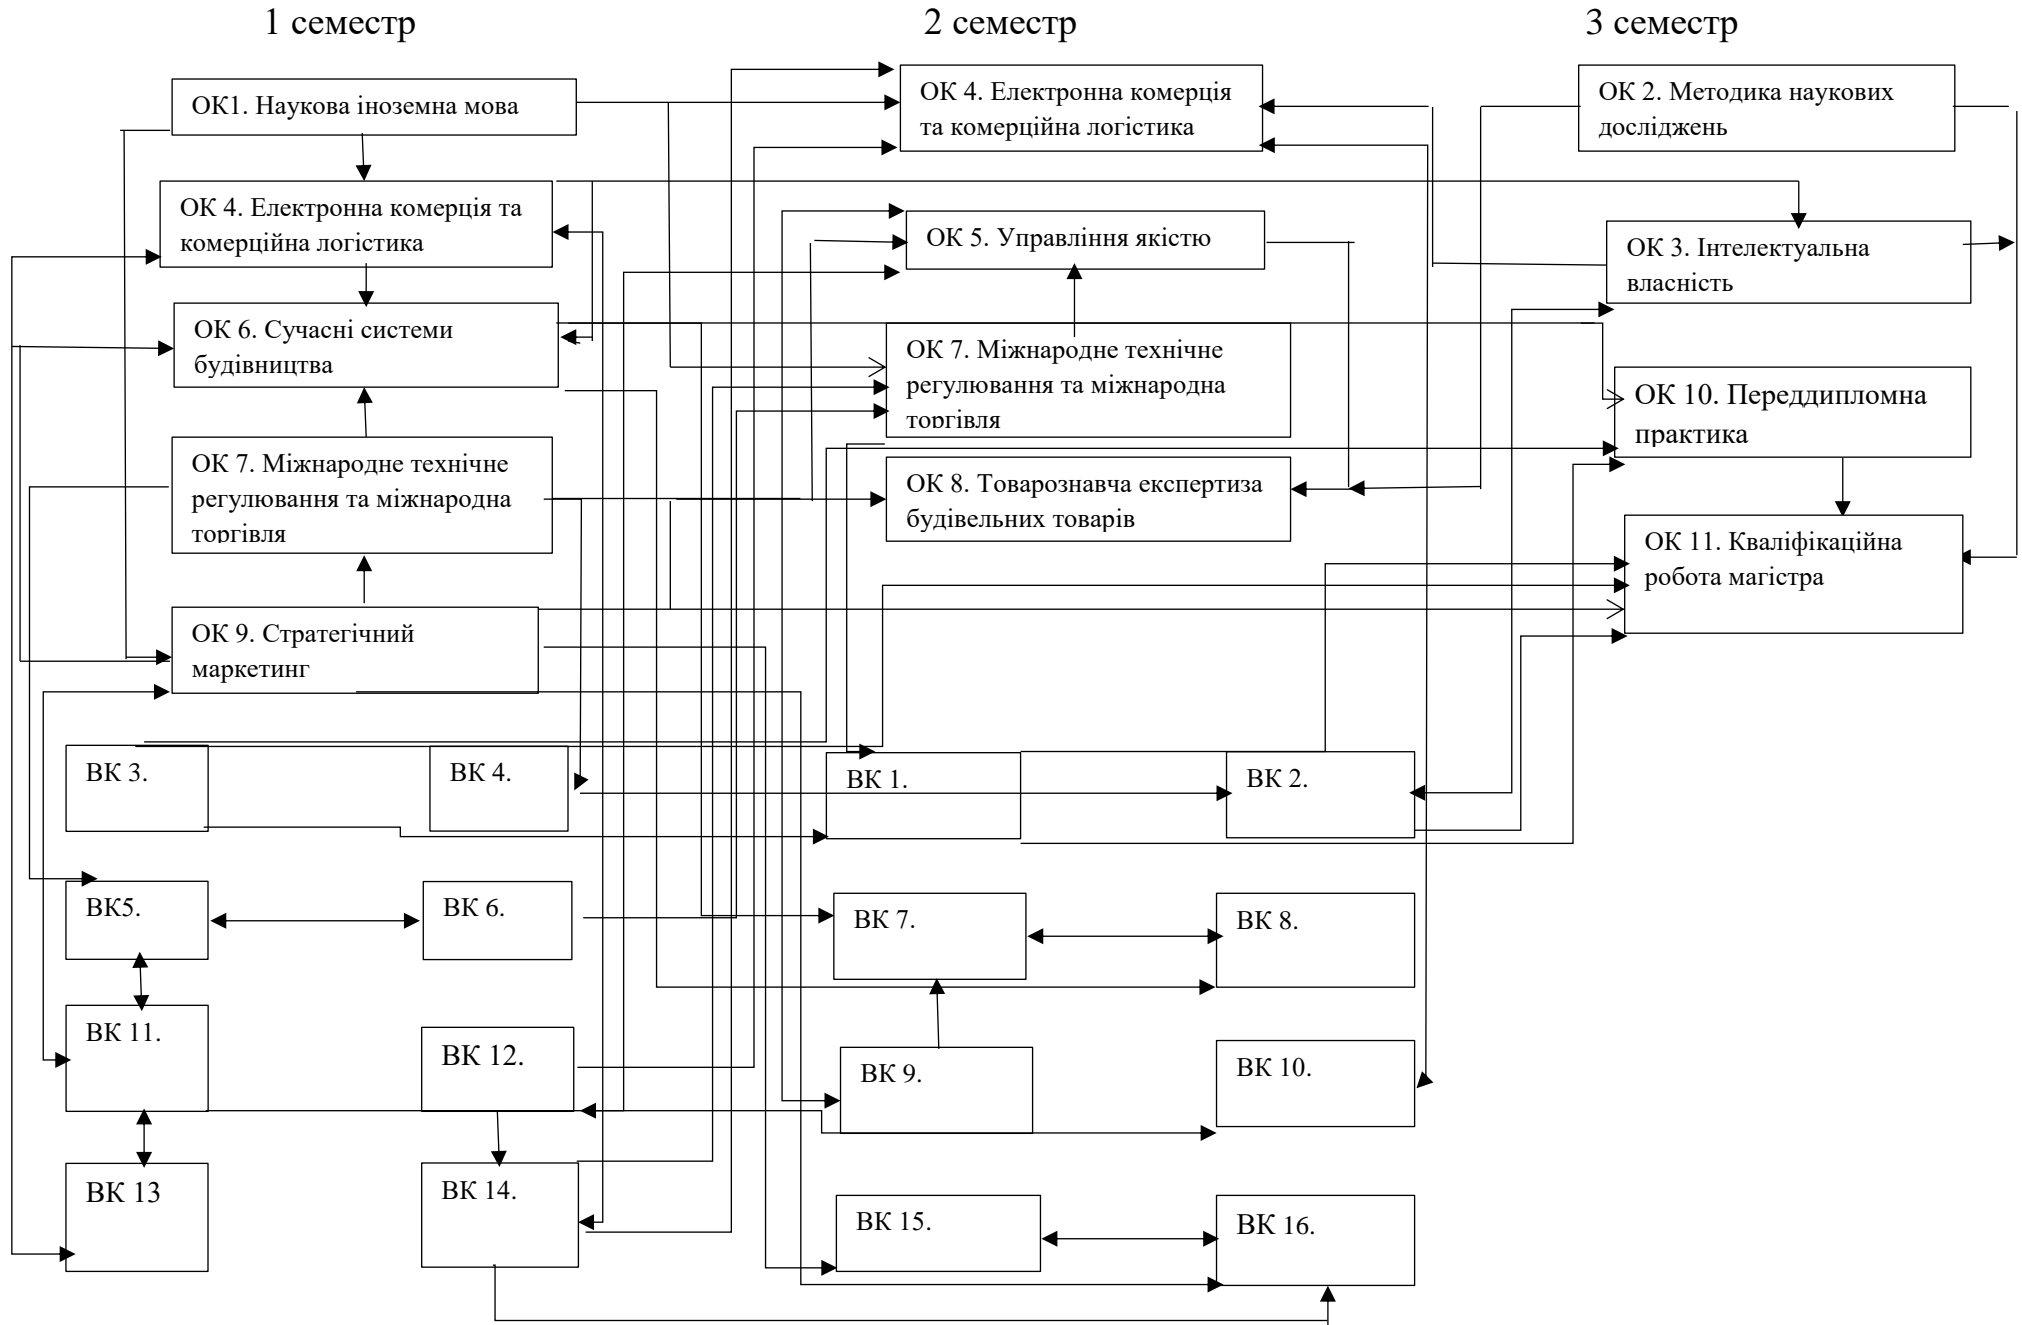 1 семестр
2 семестр
3 семестр
ОК1. Наукова іноземна мова
ОК 4. Електронна комерція та
комерційна логістика
ОК 6. Сучасні системи
будівництва
ОК 7. Міжнародне технічне
регулювання та міжнародна
торгівля
ОК 9. Стратегічний
маркетинг
ОК 4. Електронна комерція
та комерційна логістика
ОК 5. Управління якістю
ОК 7. Міжнародне технічне
регулювання та міжнародна
торгівля
ОК 8. Товарознавча експертиза
будівельних товарів
ОК 2. Методика наукових
досліджень
ОК 3. Інтелектуальна
власність
ОК 10. Переддипломна
практика
ОК 11. Кваліфікаційна
робота магістра
ВК 3.
ВК 4.
ВК 1.
ВК 2.
ВК5.
ВК 6.
ВК 7.
ВК 8.
ВК 11.
ВК 12.
ВК 9.
ВК 10.
ВК 13
ВК 14.
ВК 15.
ВК 16.